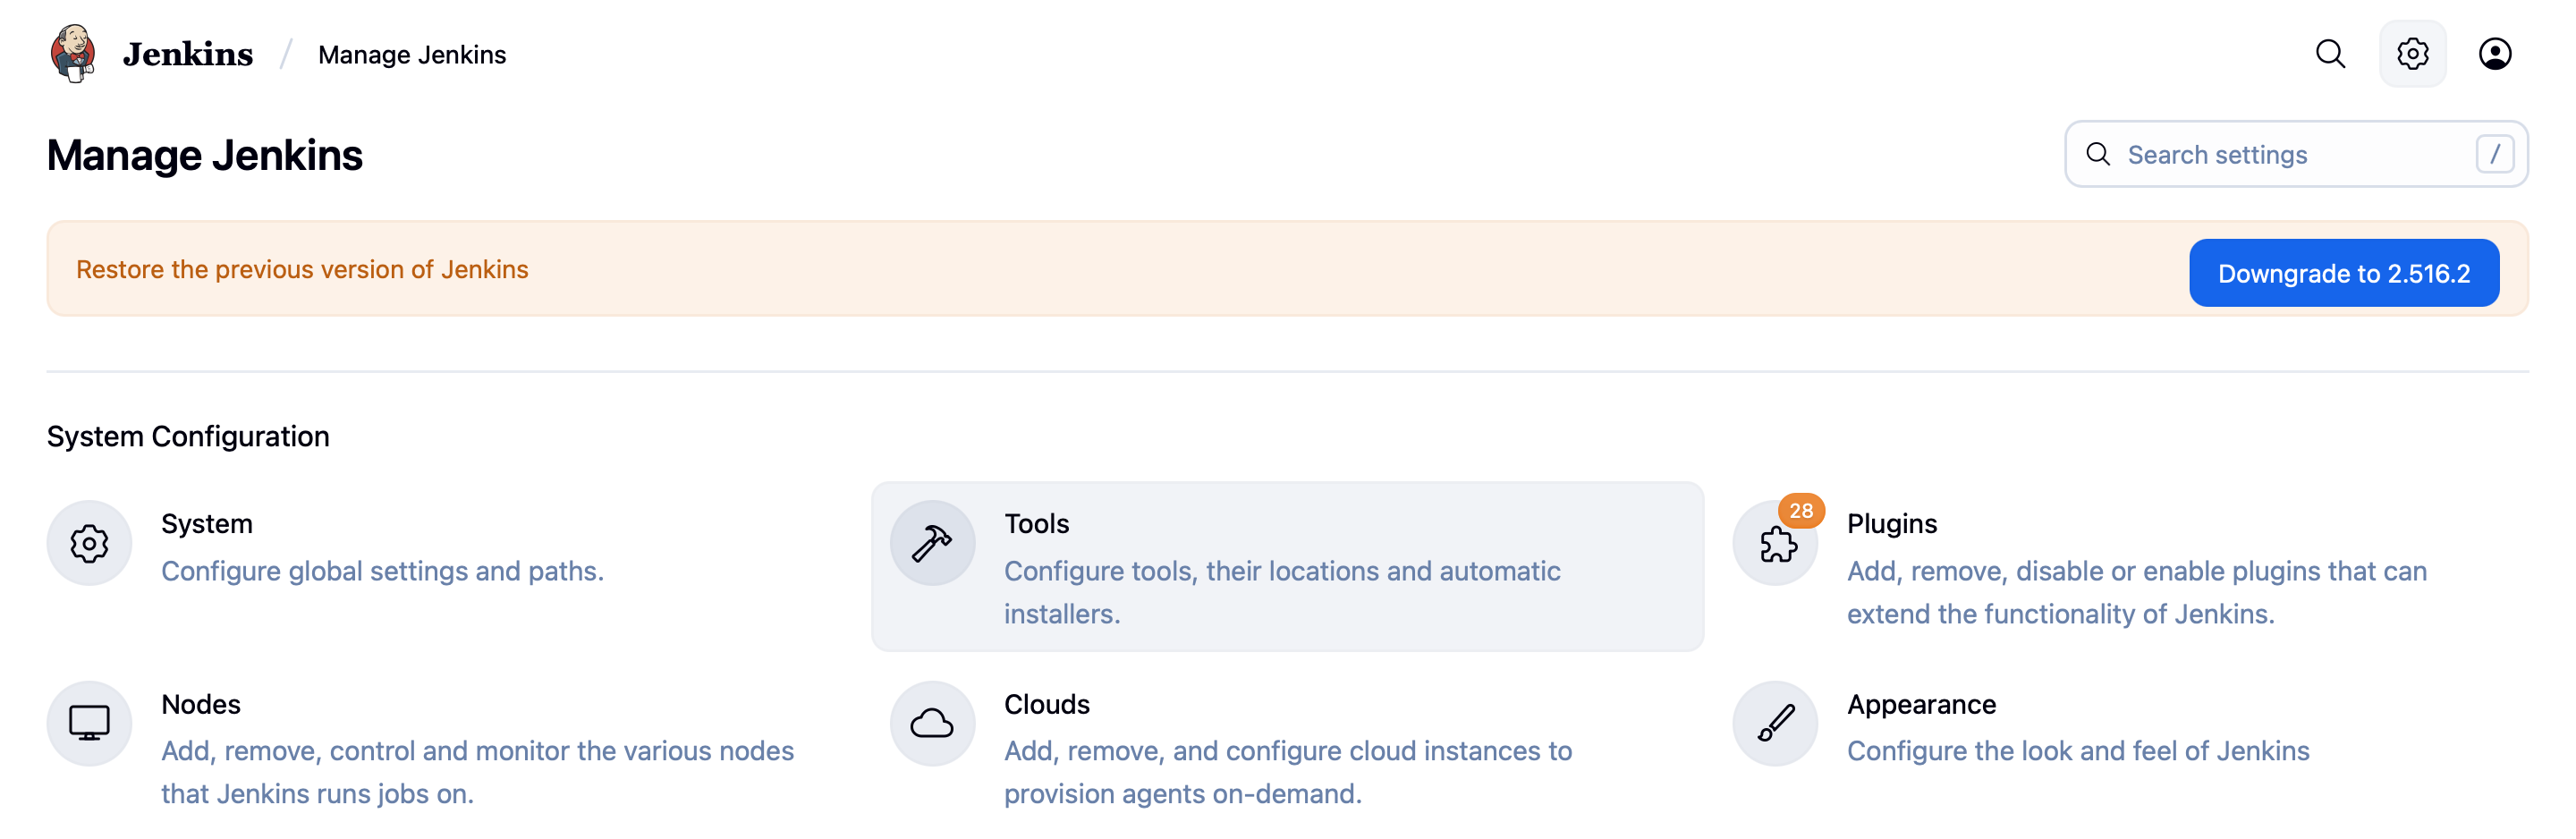 Jenkins / Manage Jenkins
Manage Jenkins
Search settings /
Restore the previous version of Jenkins
Downgrade to 2.516.2
System Configuration
System
Configure global settings and paths.
Tools
Configure tools, their locations and automatic
installers.
28
Plugins
Add, remove, disable or enable plugins that can
extend the functionality of Jenkins.
Nodes
Add, remove, control and monitor the various nodes
that Jenkins runs jobs on.
Clouds
Add, remove, and configure cloud instances to
provision agents on-demand.
Appearance
Configure the look and feel of Jenkins